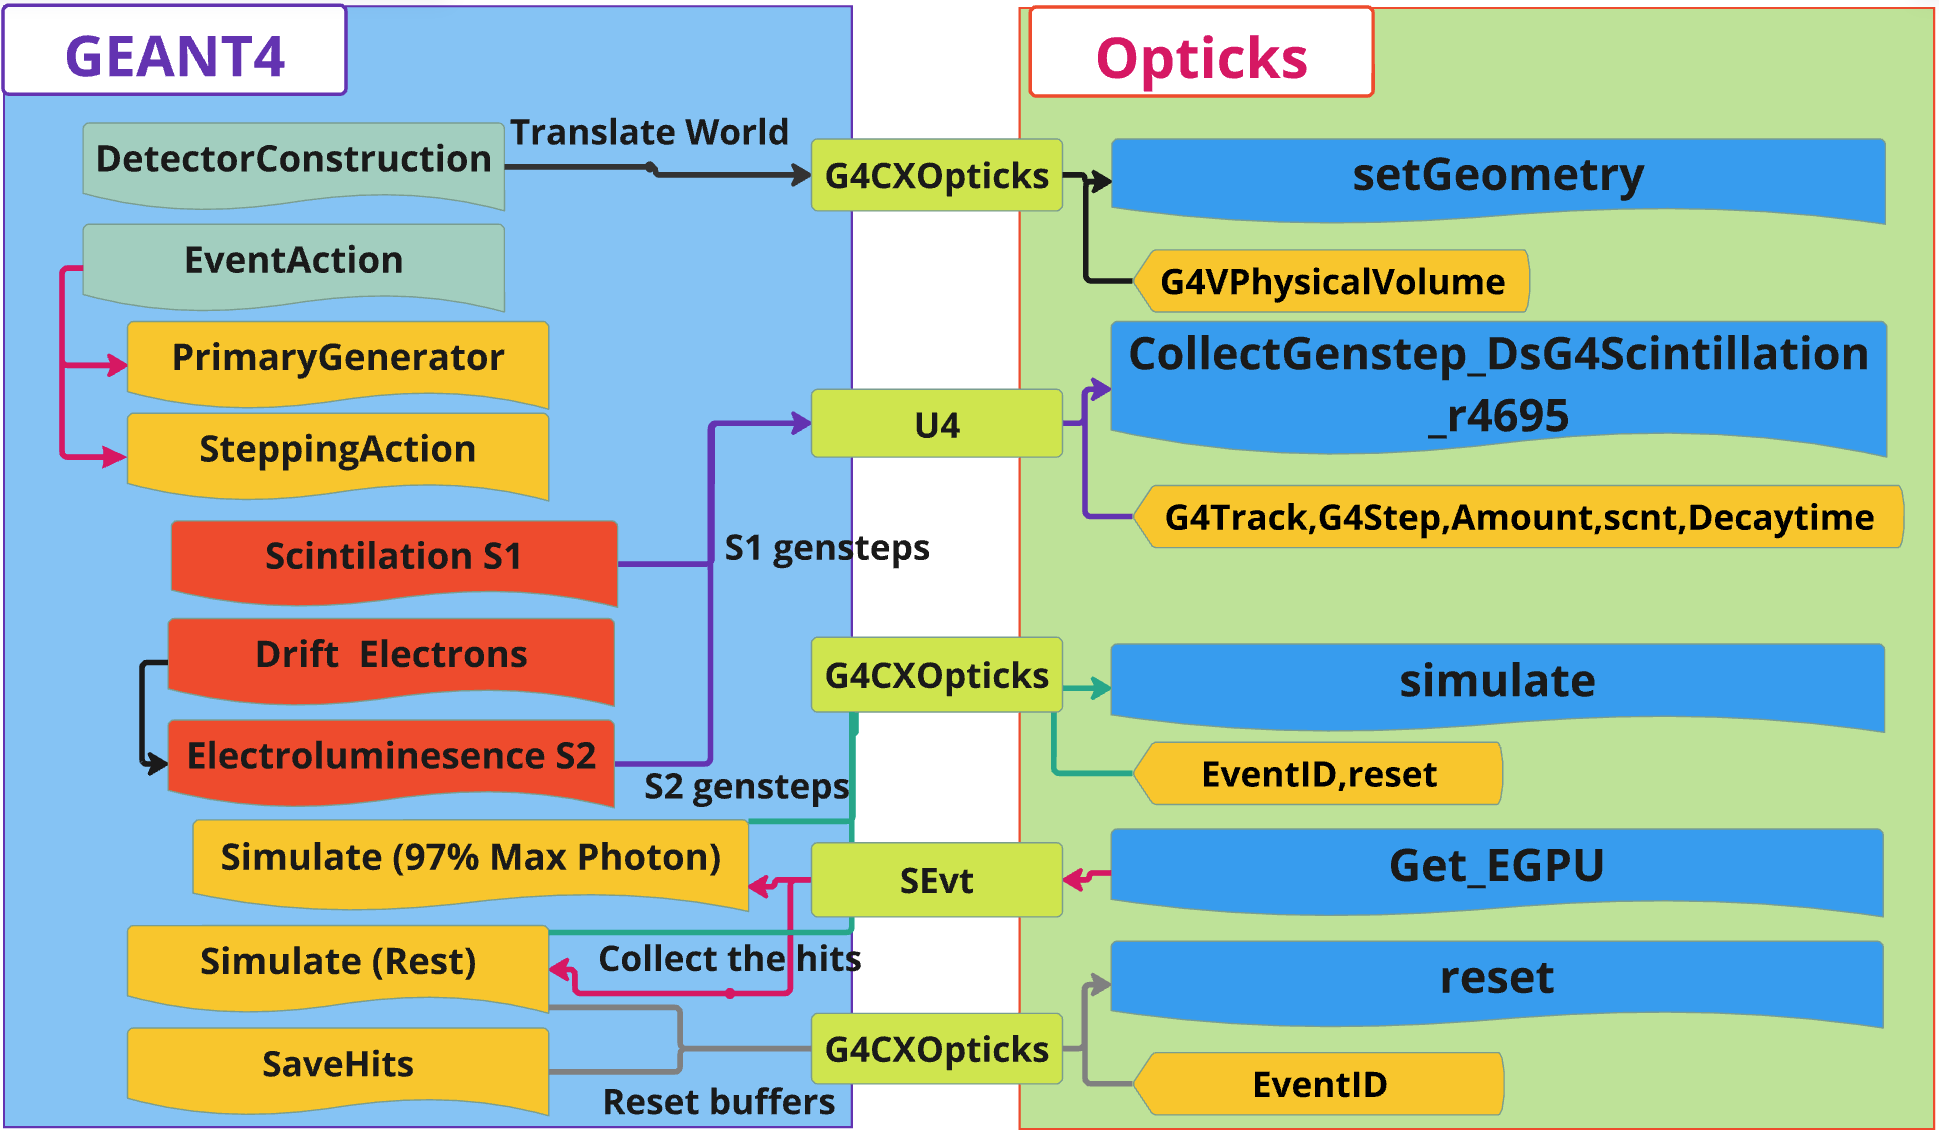 GEANT4
Opticks
DetectorConstruction
Translate World
G4CXOpticks
setGeometry
EventAction
G4VPhysicalVolume
PrimaryGenerator
CollectGenstep_DsG4Scintillation
_r4695
SteppingAction
U4
G4Track,G4Step,Amount,scnt,Decaytime
Scintilation S1
S1 gensteps
Drift  Electrons
G4CXOpticks
simulate
Electroluminesence S2
S2 gensteps
EventID,reset
Simulate (97% Max Photon)
SEvt
Get_EGPU
Simulate (Rest)
Collect the hits
reset
SaveHits
G4CXOpticks
Reset buffers
EventID